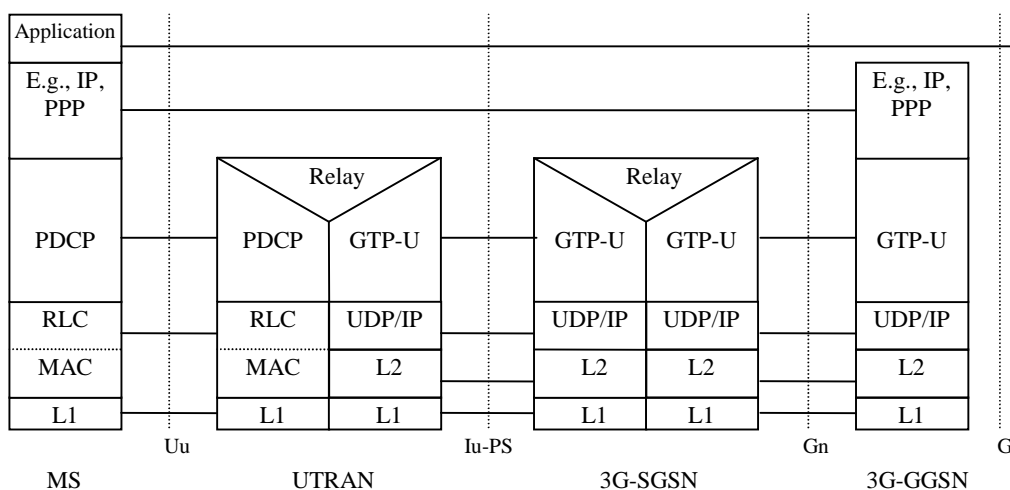 Application
E.g., IP,
PPP
E.g., IP,
PPP
Relay
Relay
PDCP
PDCP
GTP-U
GTP-U
GTP-U
GTP-U
RLC
RLC
UDP/IP
UDP/IP
UDP/IP
UDP/IP
MAC
MAC
L2
L2
L2
L2
L1
L1
L1
L1
L1
L1
Uu
Iu-PS
Gn
MS
UTRAN
3G-SGSN
3G-GGSN